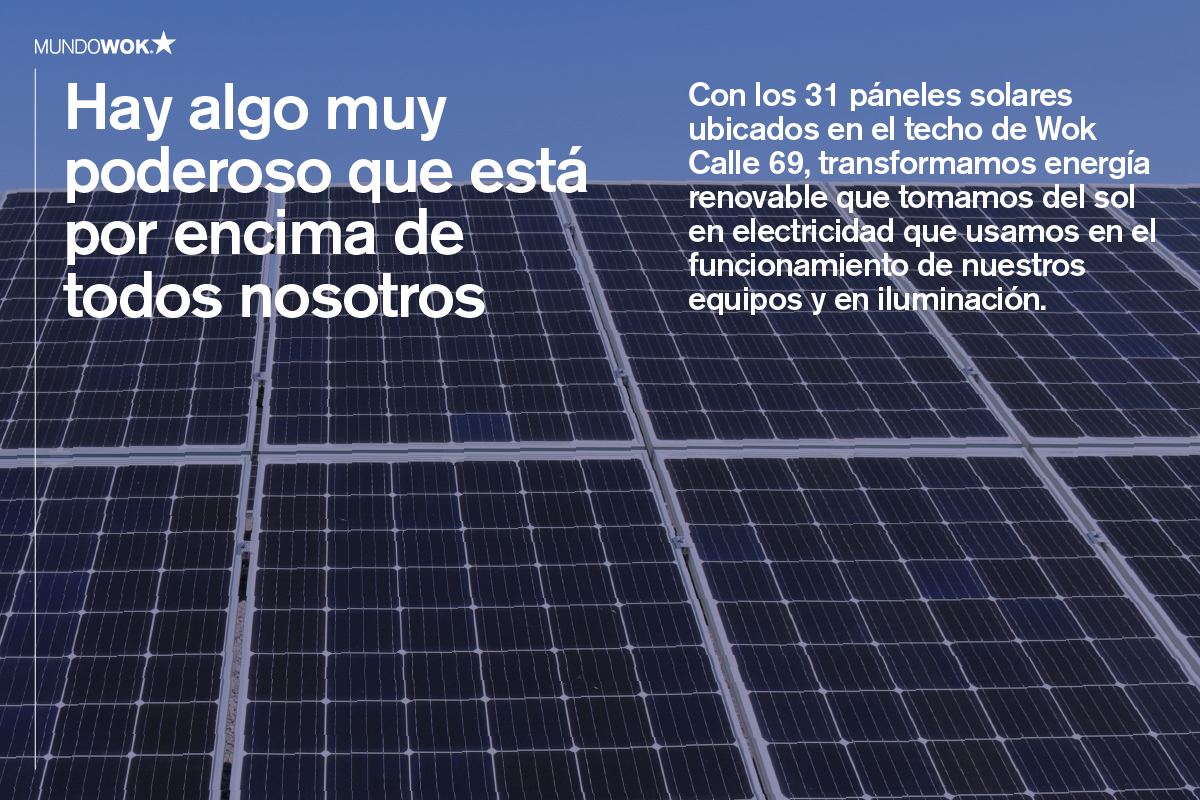 MUNDOWOK.★
Hay algo muy
poderoso que está
por encima de
todos nosotros
Con los 31 páneles solares
ubicados en el techo de Wok
Calle 69, transformamos energía
renovable que tomamos del sol
en electricidad que usamos en el
funcionamiento de nuestros
equipos y en iluminación.